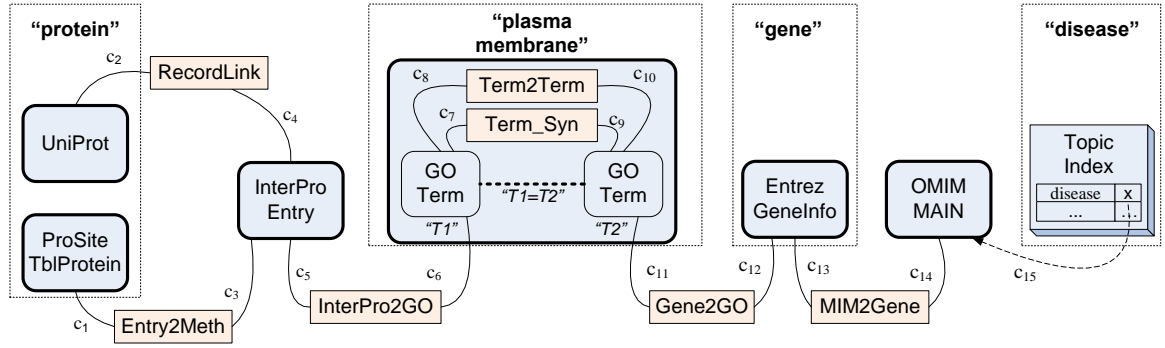 “protein”
“plasma
membrane”
“gene”
“disease”
c2
RecordLink
c4
UniProt
ProSite
TblProtein
c1
Entry2Meth
c3
InterPro
Entry
c5
InterPro2GO
c6
c8
Term2Term
c10
c7
Term_Syn
c9
GO
Term
“T1=T2”
GO
Term
“T1”
“T2”
c11
Gene2GO
c12
Entrez
GeneInfo
c13
MIM2Gene
c14
OMIM
MAIN
c15
Topic
Index
disease x
... ...